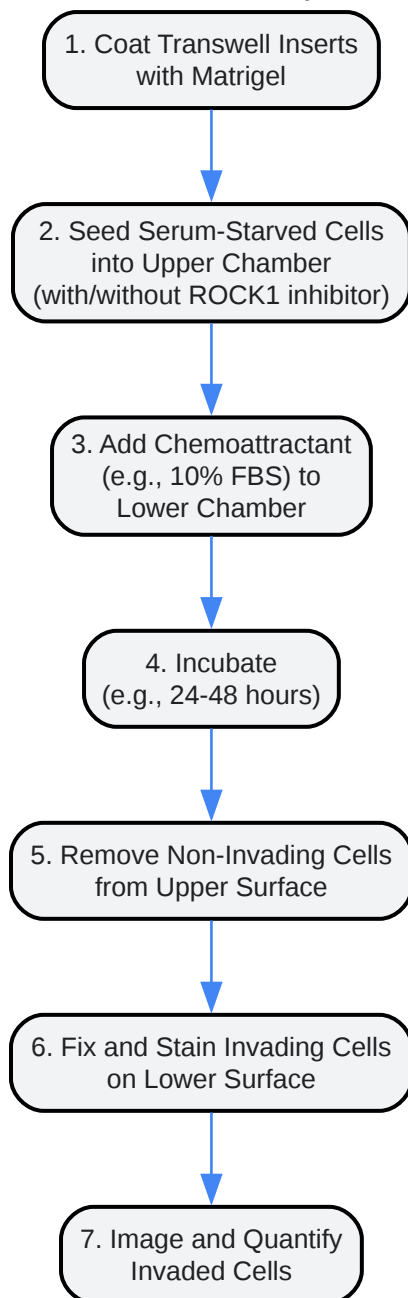 1. Coat Transwell Inserts
with Matrigel
2. Seed Serum-Starved Cells
into Upper Chamber
(with/without ROCK1 inhibitor)
3. Add Chemoattractant
(e.g., 10% FBS) to
Lower Chamber
4. Incubate
(e.g., 24-48 hours)
5. Remove Non-Invading Cells
from Upper Surface
6. Fix and Stain Invading Cells
on Lower Surface
7. Image and Quantify
Invaded Cells